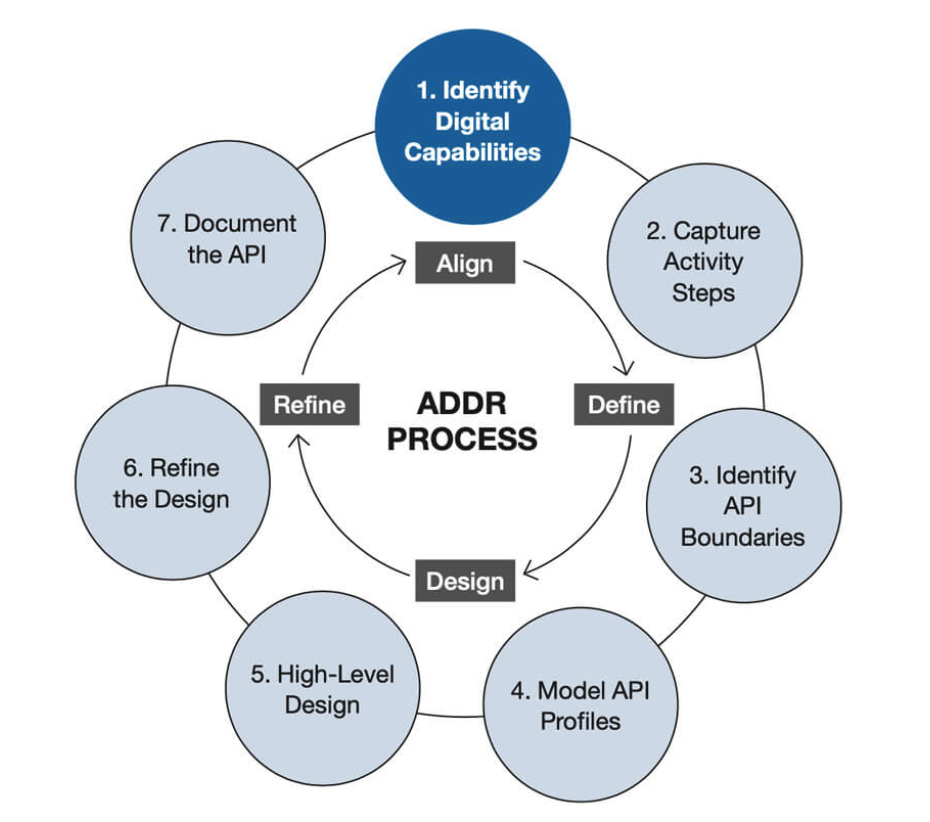 1. Identify
Digital
Capabilities
2. Capture
Activity
Steps
3. Identify
API
Boundaries
4. Model API
Profiles
5. High-Level
Design
6. Refine
the Design
7. Document
the API
Align
Define
Design
Refine
ADDR
PROCESS